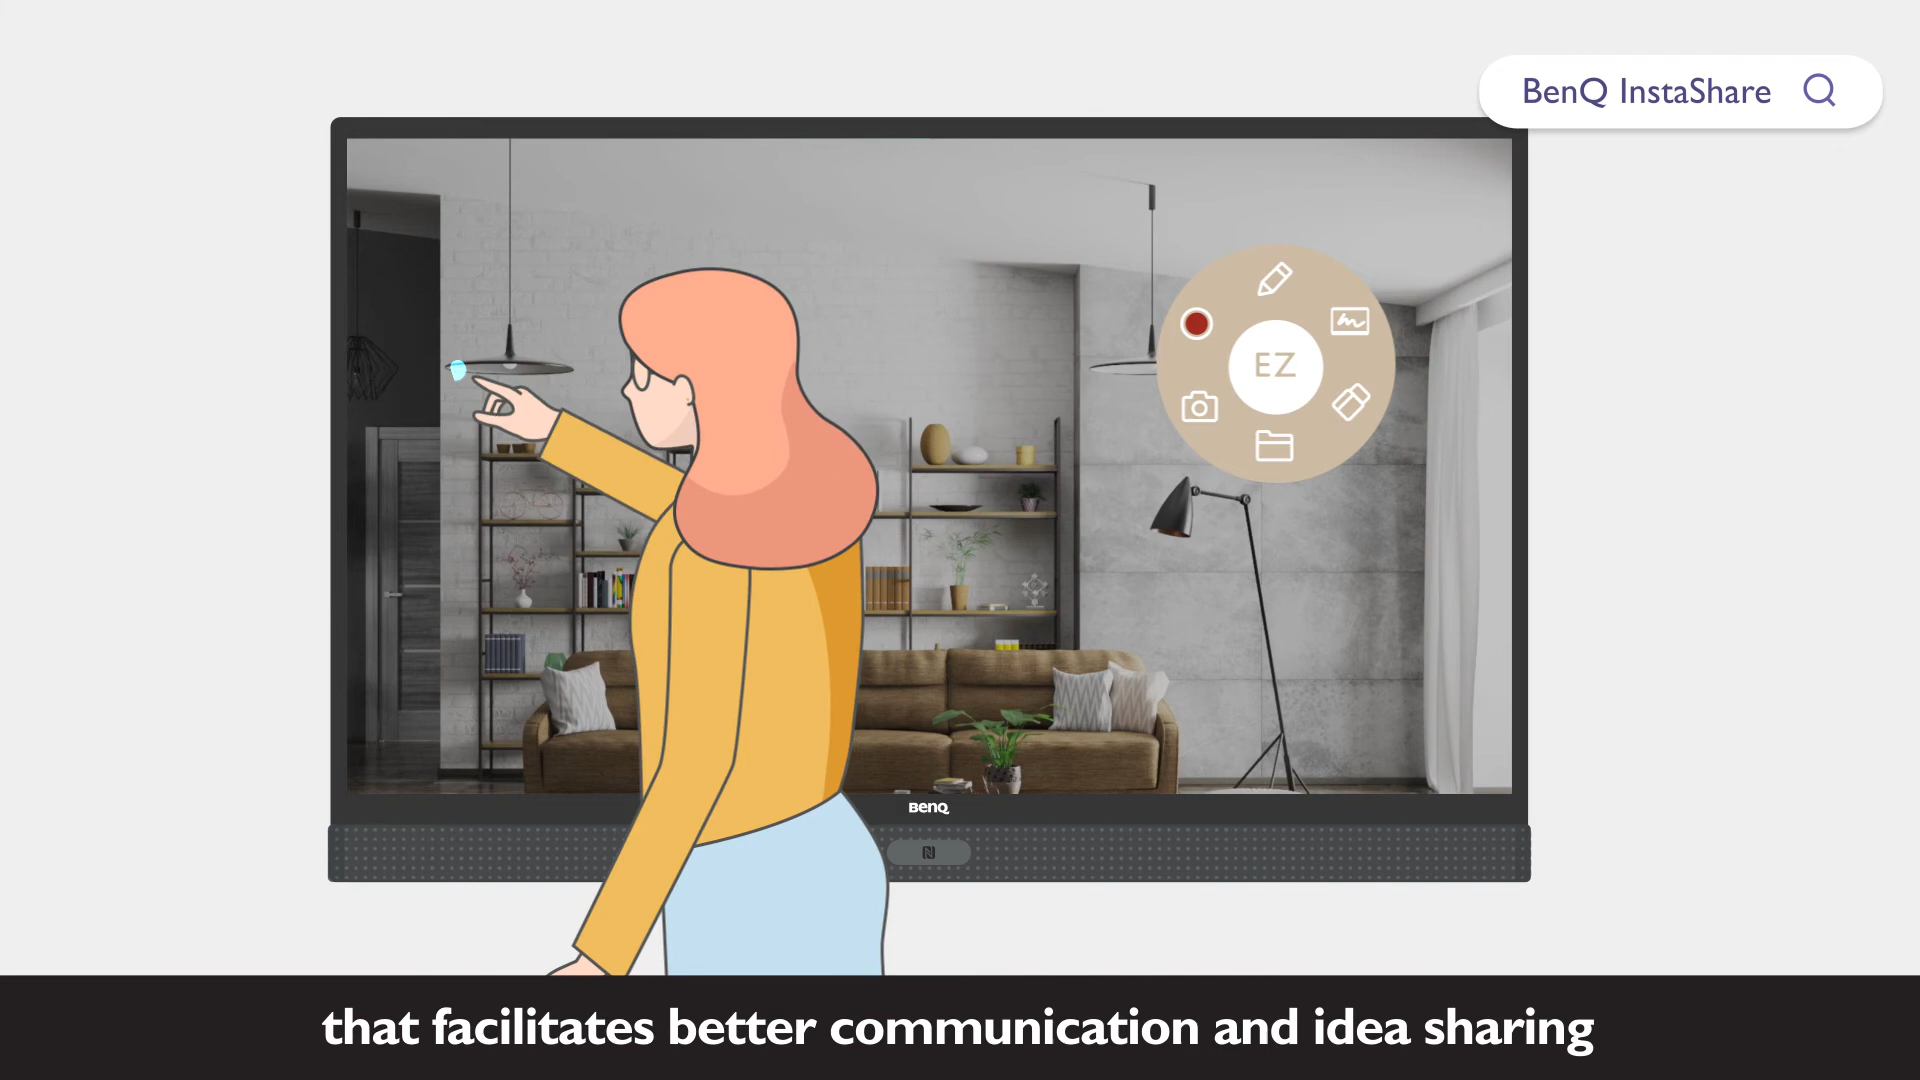 BenQ InstaShare
EZ
BenQ
that facilitates better communication and idea sharing